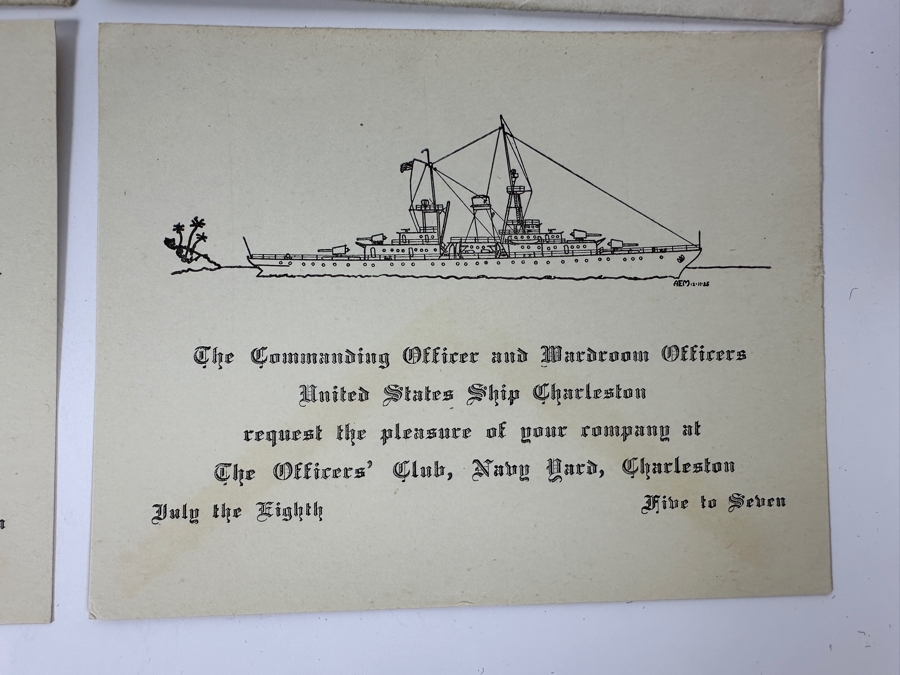 The Commanding Officer and Wardroom Officers
United States Ship Charleston
request the pleasure of your company at
The Officers' Club, Navy Yard, Charleston
July the Eighth Five to Seven